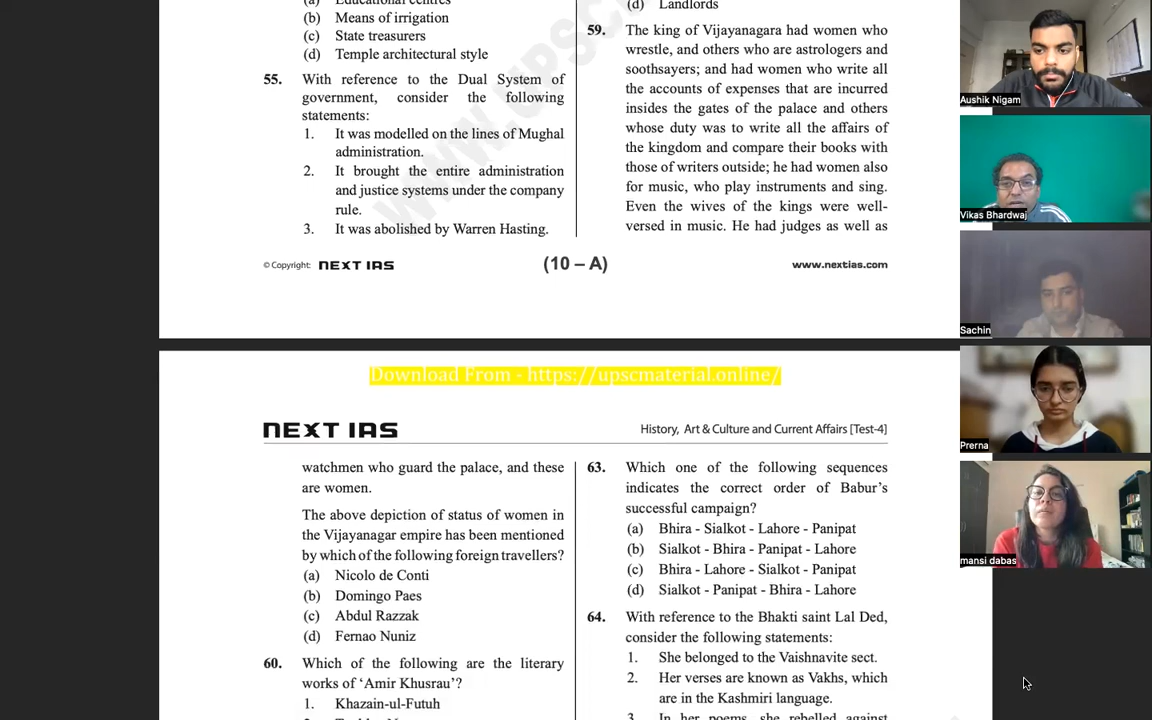 (a) Educational centres
(b) Means of irrigation
(c) State treasurers
(d) Temple architectural style
55. With reference to the Dual System of
government, consider the following
statements:
1. It was modelled on the lines of Mughal
administration.
2. It brought the entire administration
and justice systems under the company
rule.
3. It was abolished by Warren Hasting.
(d) Landlords
59. The king of Vijayanagara had women who
wrestle, and others who are astrologers and
soothsayers; and had women who write all
the accounts of expenses that are incurred
insides the gates of the palace and others
whose duty was to write all the affairs of
the kingdom and compare their books with
those of writers outside; he had women also
for music, who play instruments and sing.
Even the wives of the kings were well-
versed in music. He had judges as well as
© Copyright: NEXT IAS
(10 – A)
www.nextias.com
Download From - https://upscmaterial.online/
NEXT IAS
History, Art & Culture and Current Affairs [Test-4]
watchmen who guard the palace, and these
are women.
The above depiction of status of women in
the Vijayanagar empire has been mentioned
by which of the following foreign travellers?
(a) Nicolo de Conti
(b) Domingo Paes
(c) Abdul Razzak
(d) Fernao Nuniz
60. Which of the following are the literary
works of ‘Amir Khusrau’?
1. Khazain-ul-Futuh
63. Which one of the following sequences
indicates the correct order of Babur’s
successful campaign?
(a) Bhira - Sialkot - Lahore - Panipat
(b) Sialkot - Bhira - Panipat - Lahore
(c) Bhira - Lahore - Sialkot - Panipat
(d) Sialkot - Panipat - Bhira - Lahore
64. With reference to the Bhakti saint Lal Ded,
consider the following statements:
1. She belonged to the Vaishnavite sect.
2. Her verses are known as Vakhs, which
are in the Kashmiri language.
3. In her poems, she rebelled against
Aushik Nigam
Vikas Bhardwaj
Sachin
Prerna
mansi dabas